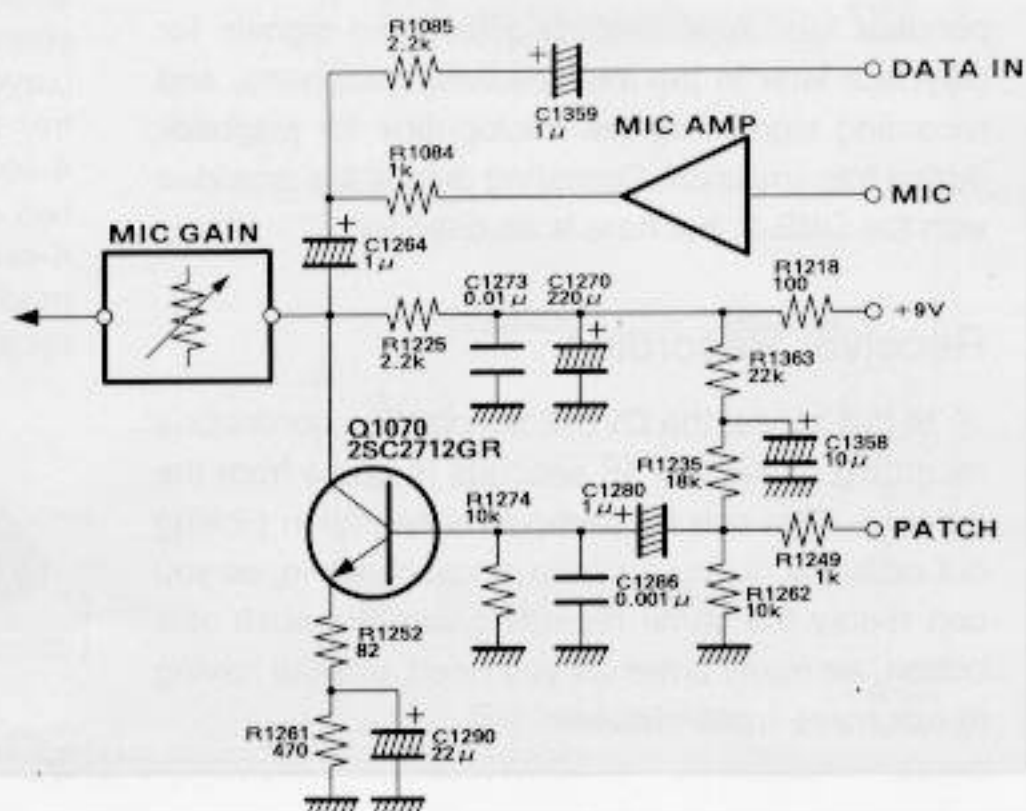 R1085
2.2k
+
C1359
1μ
DATA IN
MIC AMP
R1084
1k
MIC
MIC GAIN
+
C1264
1μ
C1273
0.01μ
C1270
220μ
+
R1218
100
+9V
R1225
2.2k
R1363
22k
Q1070
2SC2712GR
R1274
10k
C1280
1μ
+
R1235
18k
+
C1358
10μ
PATCH
R1249
1k
C1286
0.001μ
R1262
10k
R1252
82
R1261
470
+
C1290
22μ